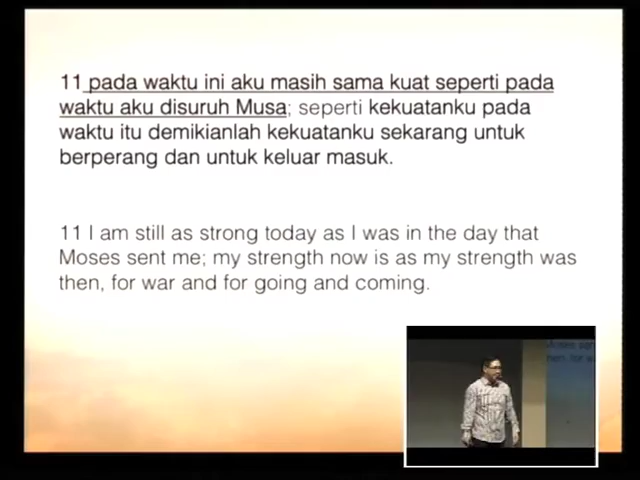 11 pada waktu ini aku masih sama kuat seperti pada
waktu aku disuruh Musa; seperti kekuatanku pada
waktu itu demikianlah kekuatanku sekarang untuk
berperang dan untuk keluar masuk.
11 I am still as strong today as I was in the day that
Moses sent me; my strength now is as my strength was
then, for war and for going and coming.